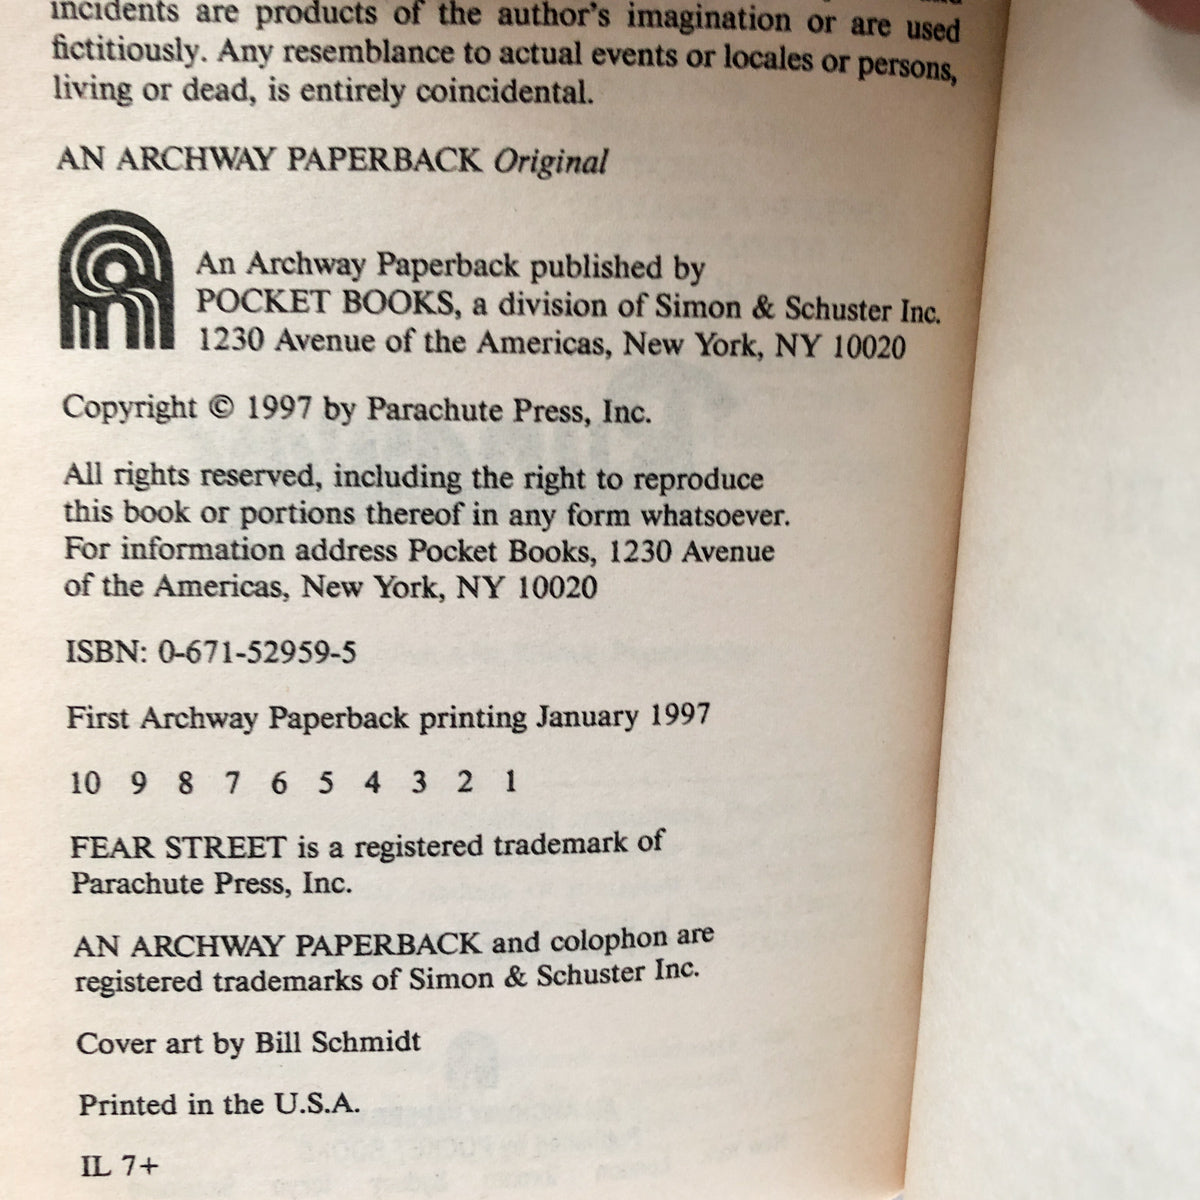 incidents are products of the author's imagination or are used
fictitiously. Any resemblance to actual events or locales or persons,
living or dead, is entirely coincidental.
AN ARCHWAY PAPERBACK Original
An Archway Paperback published by
POCKET BOOKS, a division of Simon & Schuster Inc.
1230 Avenue of the Americas, New York, NY 10020
Copyright © 1997 by Parachute Press, Inc.
All rights reserved, including the right to reproduce
this book or portions thereof in any form whatsoever.
For information address Pocket Books, 1230 Avenue
of the Americas, New York, NY 10020
ISBN: 0-671-52959-5
First Archway Paperback printing January 1997
10 9 8 7 6 5 4 3 2 1
FEAR STREET is a registered trademark of
Parachute Press, Inc.
AN ARCHWAY PAPERBACK and colophon are
registered trademarks of Simon & Schuster Inc.
Cover art by Bill Schmidt
Printed in the U.S.A.
IL 7+